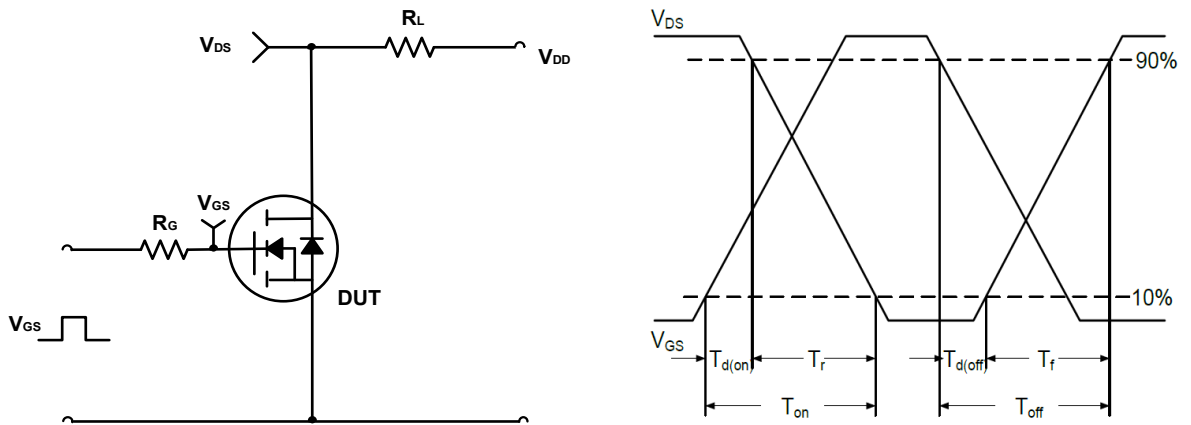 RL
VDS
VDD
VGS
RG
DUT
VGS
VDS
90%
10%
VGS
Td(on)
Tr
Td(off)
Tf
Ton
Toff